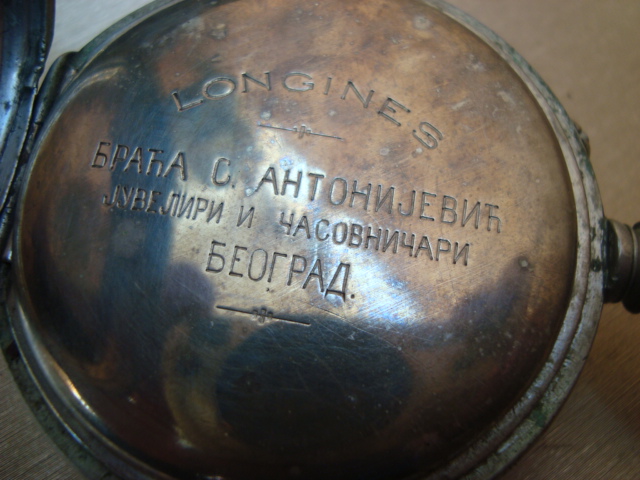 LONGINES
БРАЋА С. АНТОНИЈЕВИЋ
ЈУВЕЛИРИ И ЧАСОВНИЧАРИ
БЕОГРАД.